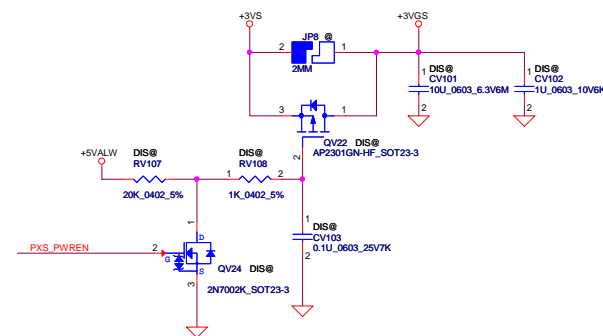 +3VS
+3VGS
JP8 @
2 1
2MM
DIS@
CV101
10U_0603_6.3V6M
1
2
DIS@
CV102
1U_0603_10V6K
1
2
3 1
2
QV22 DIS@
AP2301GN-HF_SOT23-3
+5VALW
DIS@
RV107
20K_0402_5%
DIS@
RV108
1 2
1K_0402_5%
1
DIS@
CV103
0.1U_0603_25V7K
2
PXS_PWREN
1
D
2
G
S
3
QV24 DIS@
2N7002K_SOT23-3